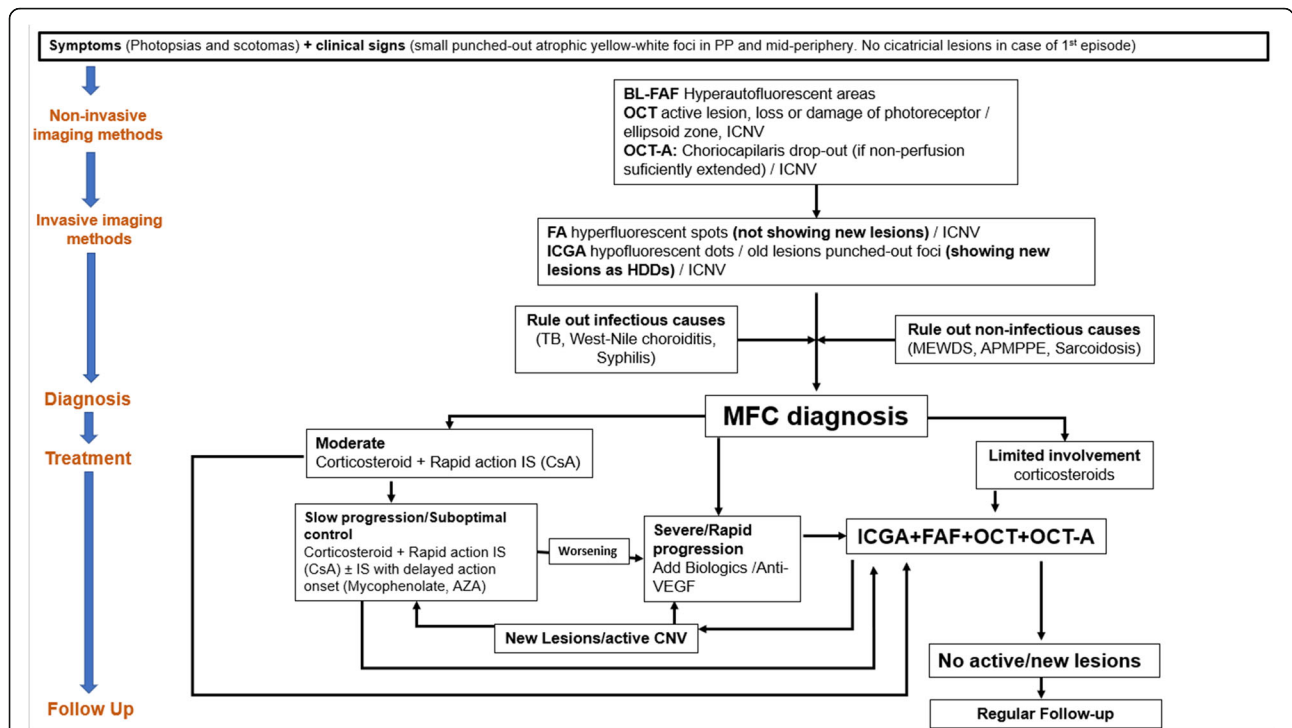 Symptoms (Photopsias and scotomas) + clinical signs (small punched-out atrophic yellow-white foci in PP and mid-periphery. No cicatricial lesions in case of 1st episode)
Non-invasive
imaging methods
BL-FAF Hyperautofluorescent areas
OCT active lesion, loss or damage of photoreceptor /
ellipsoid zone, ICNV
OCT-A: Choriocapilaris drop-out (if non-perfusion
suficiently extended) / ICNV
Invasive imaging
methods
FA hyperfluorescent spots (not showing new lesions) / ICNV
ICGA hypofluorescent dots / old lesions punched-out foci (showing new
lesions as HDDs) / ICNV
Rule out infectious causes
(TB, West-Nile choroiditis,
Syphilis)
Rule out non-infectious causes
(MEWDS, APMPPE, Sarcoidosis)
Diagnosis
MFC diagnosis
Treatment
Moderate
Corticosteroid + Rapid action IS (CsA)
Limited involvement
corticosteroids
Slow progression/Suboptimal
control
Corticosteroid + Rapid action IS
(CsA) ± IS with delayed action
onset (Mycophenolate, AZA)
Worsening
Severe/Rapid
progression
Add Biologics /Anti-
VEGF
ICGA+FAF+OCT+OCT-A
New Lesions/active CNV
No active/new lesions
Follow Up
Regular Follow-up